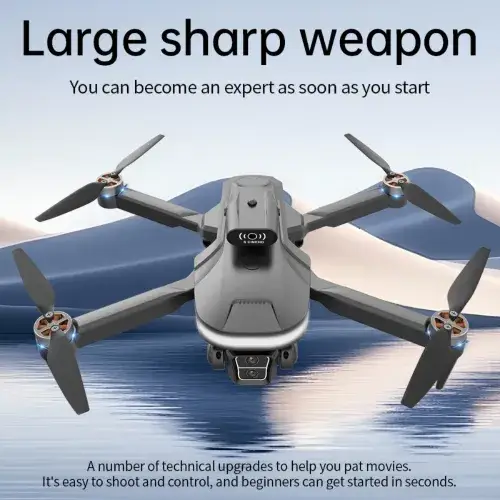 Large sharp weapon
You can become an expert as soon as you start
A number of technical upgrades to help you pat movies.
It's easy to shoot and control, and beginners can get started in seconds.